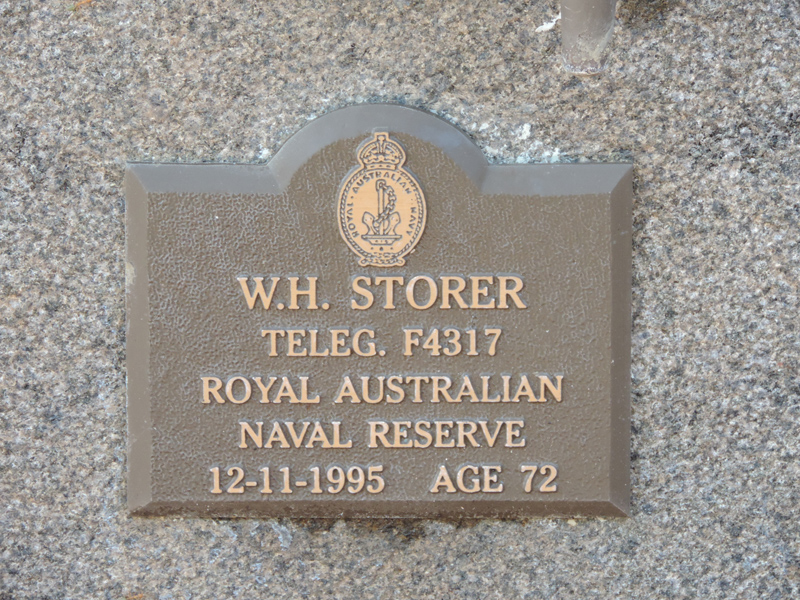 ROYAL · AUSTRALIAN · NAVY
W.H. STORER
TELEG. F4317
ROYAL AUSTRALIAN
NAVAL RESERVE
12-11-1995 AGE 72